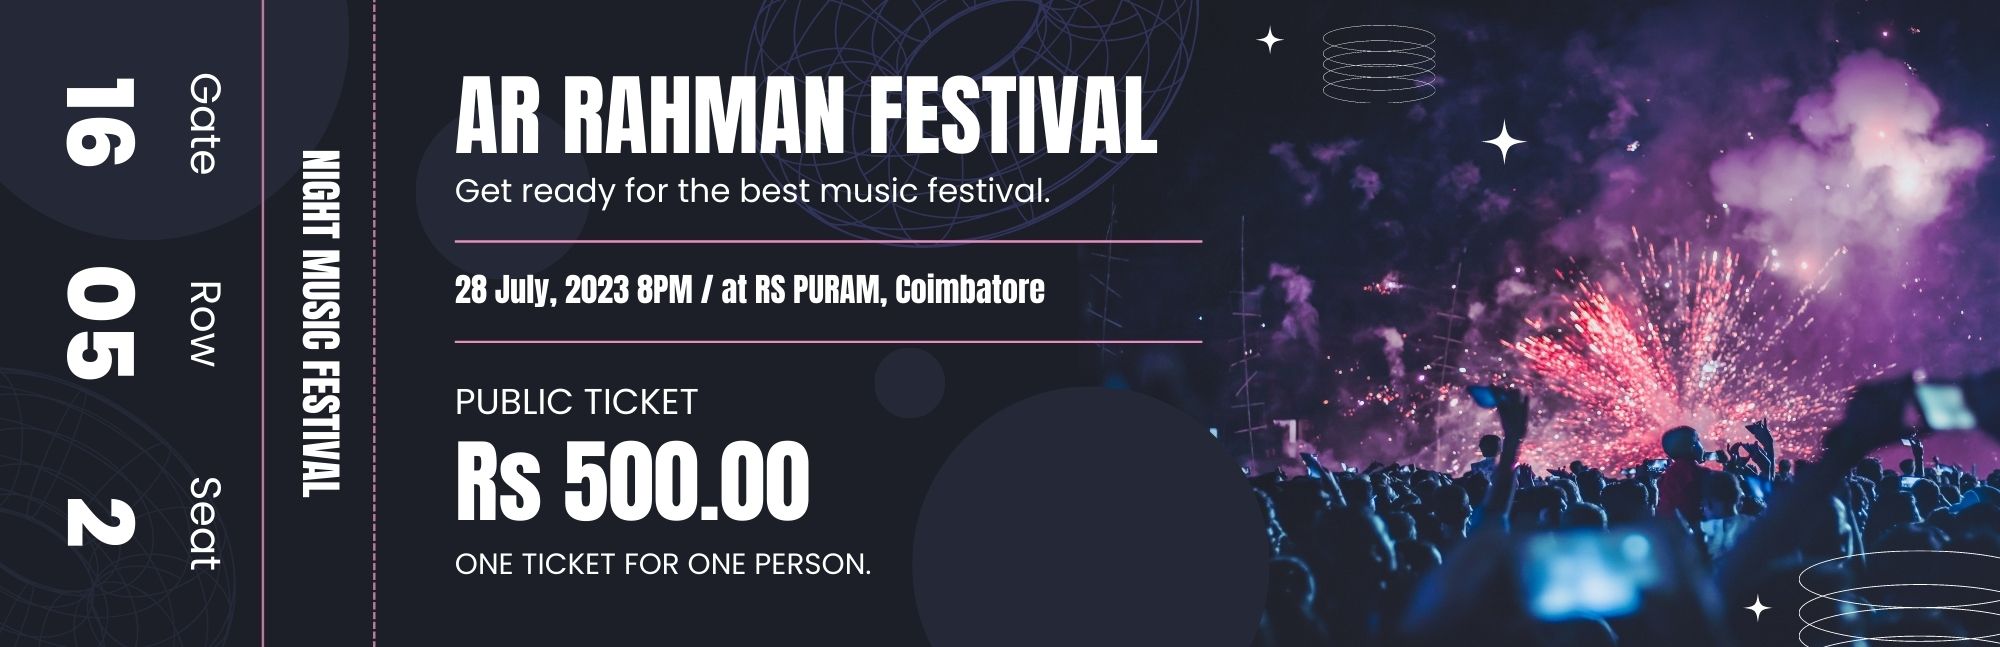 Gate
16
Row
05
Seat
2
NIGHT MUSIC FESTIVAL
AR RAHMAN FESTIVAL
Get ready for the best music festival.
28 July, 2023 8PM / at RS PURAM, Coimbatore
PUBLIC TICKET
Rs 500.00
ONE TICKET FOR ONE PERSON.